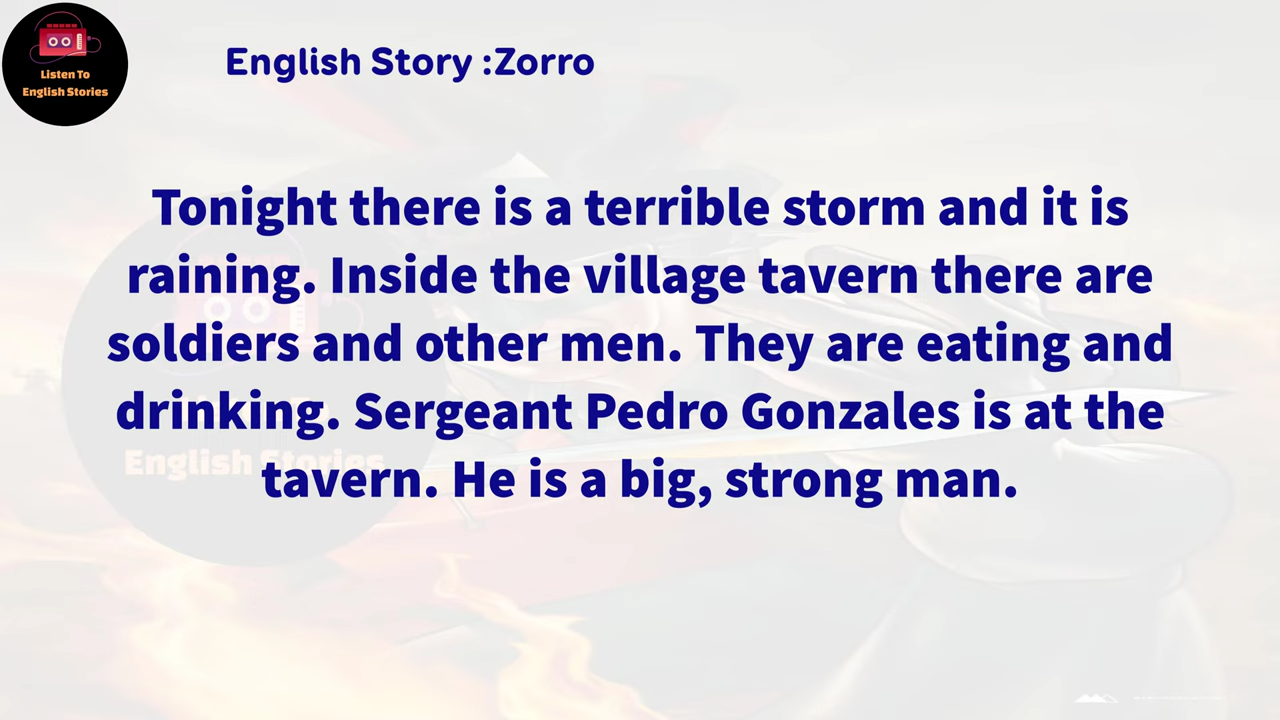 Listen To
English Stories
English Story :Zorro
Tonight there is a terrible storm and it is
raining. Inside the village tavern there are
soldiers and other men. They are eating and
drinking. Sergeant Pedro Gonzales is at the
English Stories
tavern. He is a big, strong man.